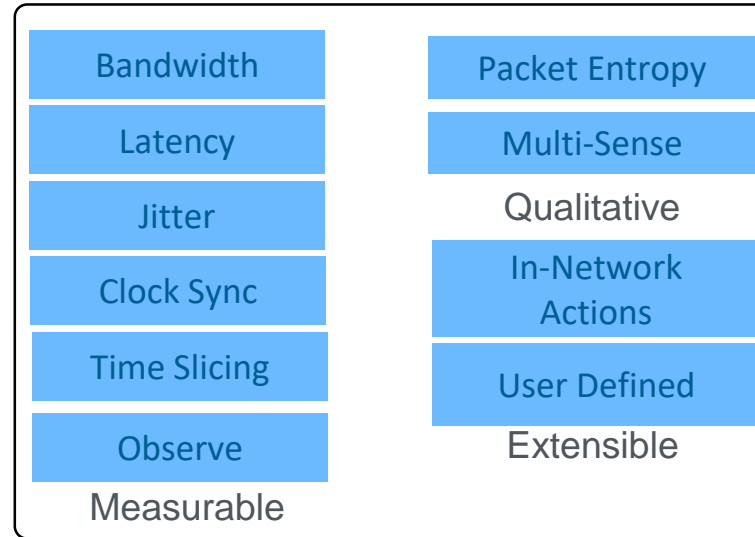 Bandwidth
Latency
Jitter
Clock Sync
Time Slicing
Observe
Measurable
Packet Entropy
Multi-Sense
Qualitative
In-Network
Actions
User Defined
Extensible